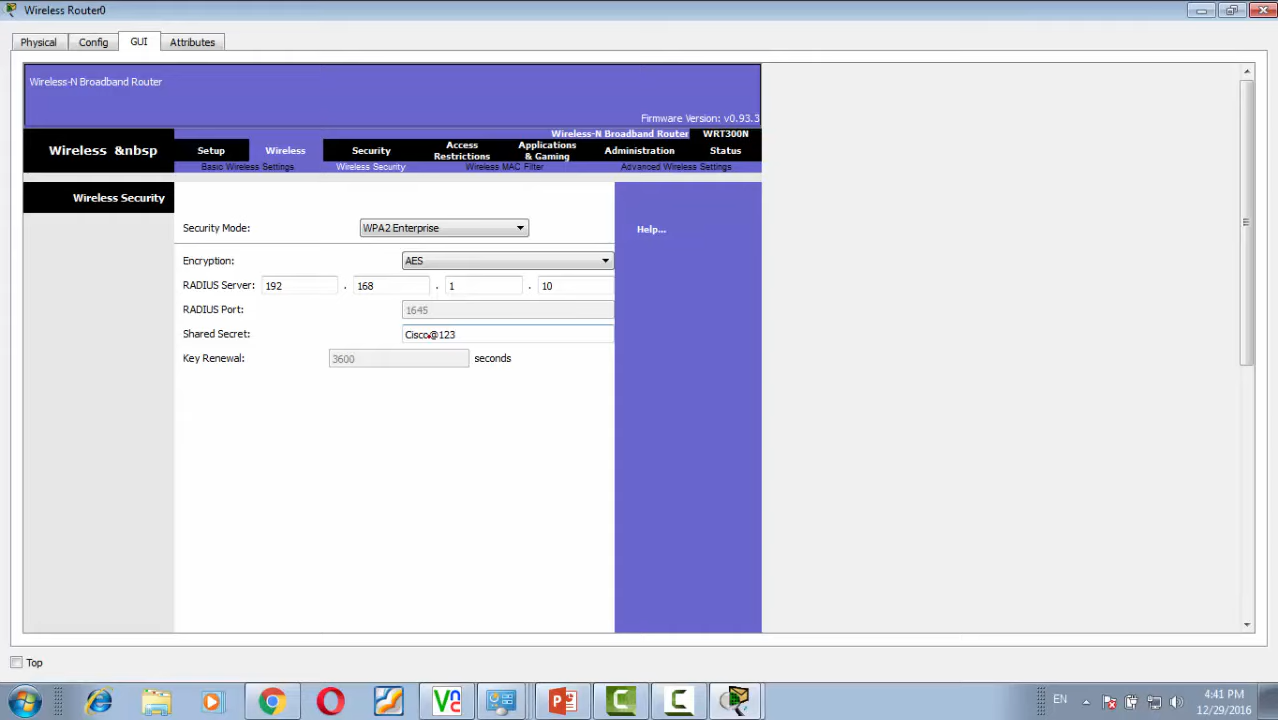 Wireless Router0
Physical Config GUI Attributes
Wireless-N Broadband Router
Firmware Version: v0.93.3
Wireless-N Broadband Router WRT300N
Wireless &nbsp Setup Wireless Security Access Restrictions Applications & Gaming Administration Status
Basic Wireless Settings Wireless Security Wireless MAC Filter Advanced Wireless Settings
Wireless Security
Security Mode: WPA2 Enterprise
Help...
Encryption: AES
RADIUS Server: 192 . 168 . 1 . 10
RADIUS Port: 1645
Shared Secret: Cisco@123
Key Renewal: 3600 seconds
Top
EN
4:41 PM
12/29/2016